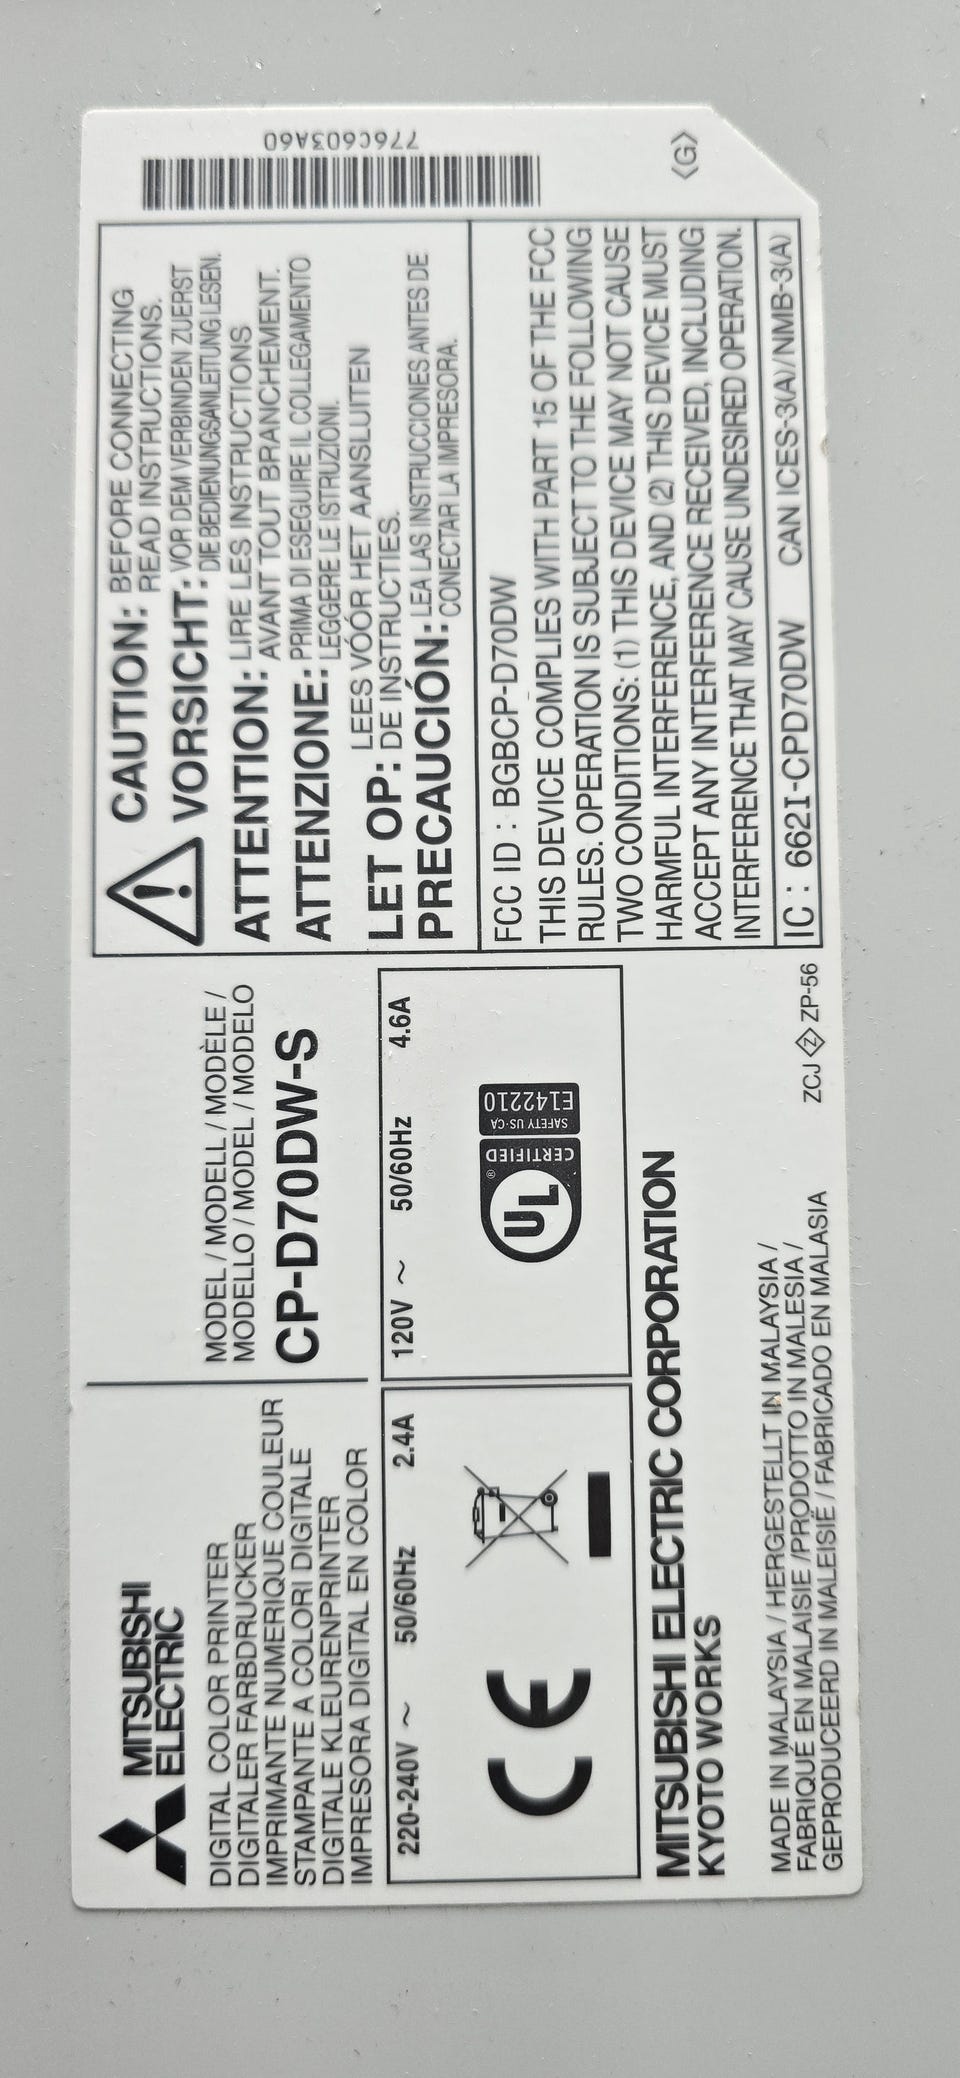 MITSUBISHI
ELECTRIC
DIGITAL COLOR PRINTER
DIGITALER FARBDRUCKER
IMPRIMANTE NUMERIQUE COULEUR
STAMPANTE A COLORI DIGITALE
DIGITALE KLEURENPRINTER
IMPRESORA DIGITAL EN COLOR
MODEL / MODELL / MODÈLE /
MODELLO / MODEL / MODELO
CP-D70DW-S
220-240V ~ 50/60Hz 2.4A
CE
120V ~ 50/60Hz 4.6A
UL
®
CERTIFIED
SAFETY US-CA
E142210
MITSUBISHI ELECTRIC CORPORATION
KYOTO WORKS
MADE IN MALAYSIA / HERGESTELLT IN MALAYSIA /
FABRIQUÉ EN MALAISIE /PRODOTTO IN MALESIA /
GEPRODUCEERD IN MALEISIË / FABRICADO EN MALASIA
ZCJ Z ZP-56
CAUTION: BEFORE CONNECTING
READ INSTRUCTIONS.
VORSICHT: VOR DEM VERBINDEN ZUERST
DIE BEDIENUNGSANLEITUNG LESEN.
ATTENTION: LIRE LES INSTRUCTIONS
AVANT TOUT BRANCHEMENT.
ATTENZIONE: PRIMA DI ESEGUIRE IL COLLEGAMENTO
LEGGERE LE ISTRUZIONI.
LET OP: LEES VÓÓR HET AANSLUITEN
DE INSTRUCTIES.
PRECAUCIÓN: LEA LAS INSTRUCCIONES ANTES DE
CONECTAR LA IMPRESORA.
FCC ID : BGBCP-D70DW
THIS DEVICE COMPLIES WITH PART 15 OF THE FCC
RULES. OPERATION IS SUBJECT TO THE FOLLOWING
TWO CONDITIONS: (1) THIS DEVICE MAY NOT CAUSE
HARMFUL INTERFERENCE, AND (2) THIS DEVICE MUST
ACCEPT ANY INTERFERENCE RECEIVED, INCLUDING
INTERFERENCE THAT MAY CAUSE UNDESIRED OPERATION.
IC : 662I-CPD70DW CAN ICES-3(A) / NMB-3(A)
776C603A60
<G>